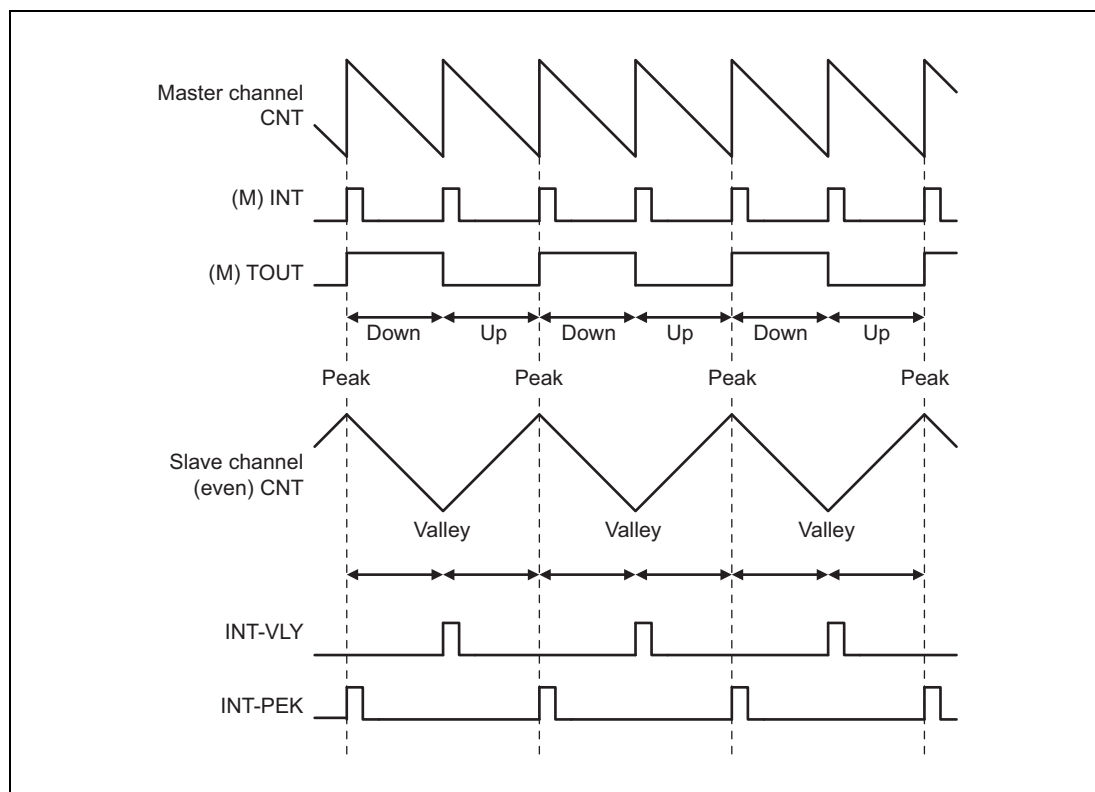 Master channel
CNT
(M) INT
(M) TOUT
Down Up Down Up Down Up
Peak Peak Peak Peak
Slave channel
(even) CNT
Valley Valley Valley
INT-VLY
INT-PEK